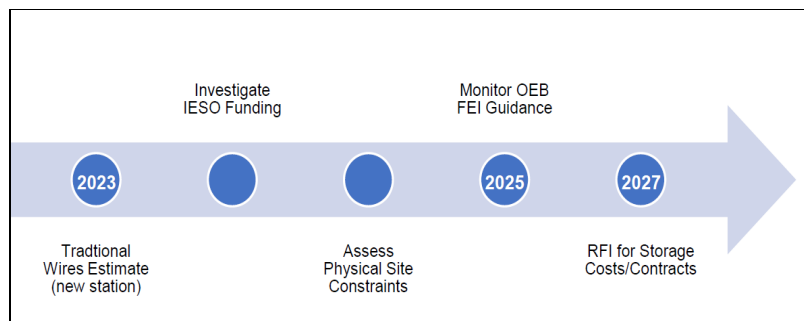 Investigate
IESO Funding
Monitor OEB
FEI Guidance
2023
2025
2027
Tradtional
Wires Estimate
(new station)
Assess
Physical Site
Constraints
RFI for Storage
Costs/Contracts